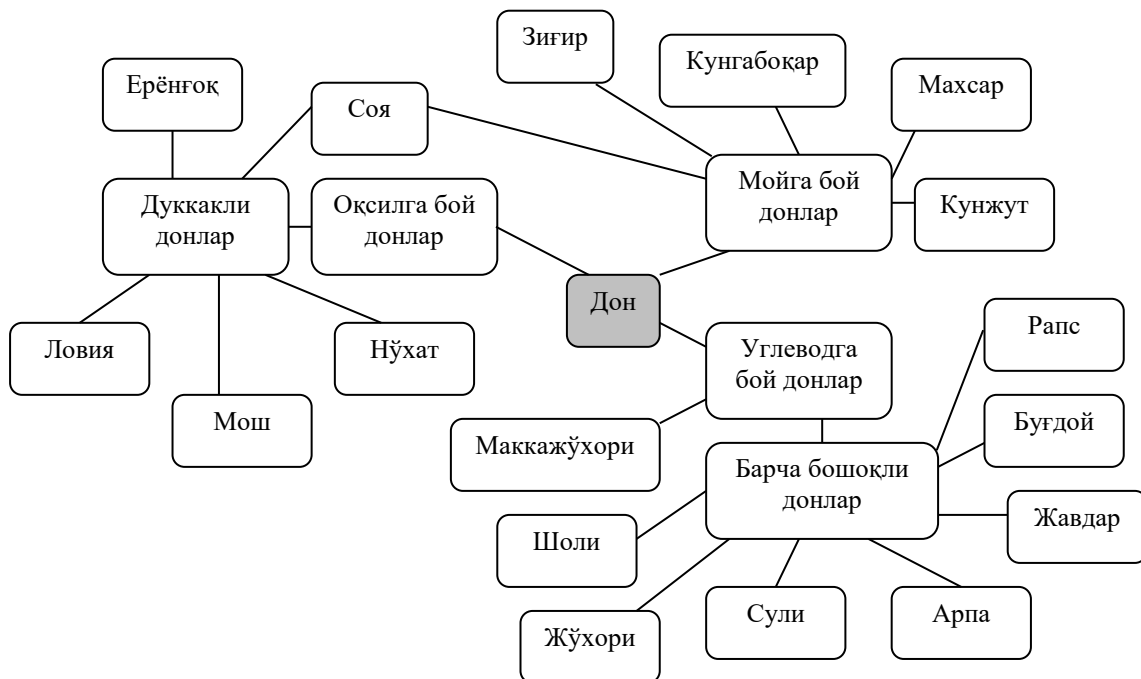 Зиғир
Кунгабоқар
Махсар
Ерёнғоқ
Соя
Мойга бой
донлар
Кунжут
Дуккакли
донлар
Оқсилга бой
донлар
Дон
Рапс
Ловия
Нўхат
Углеводга
бой донлар
Мош
Маккажўхори
Буғдой
Барча бошоқли
донлар
Жавдар
Шоли
Жўхори
Сули
Арпа